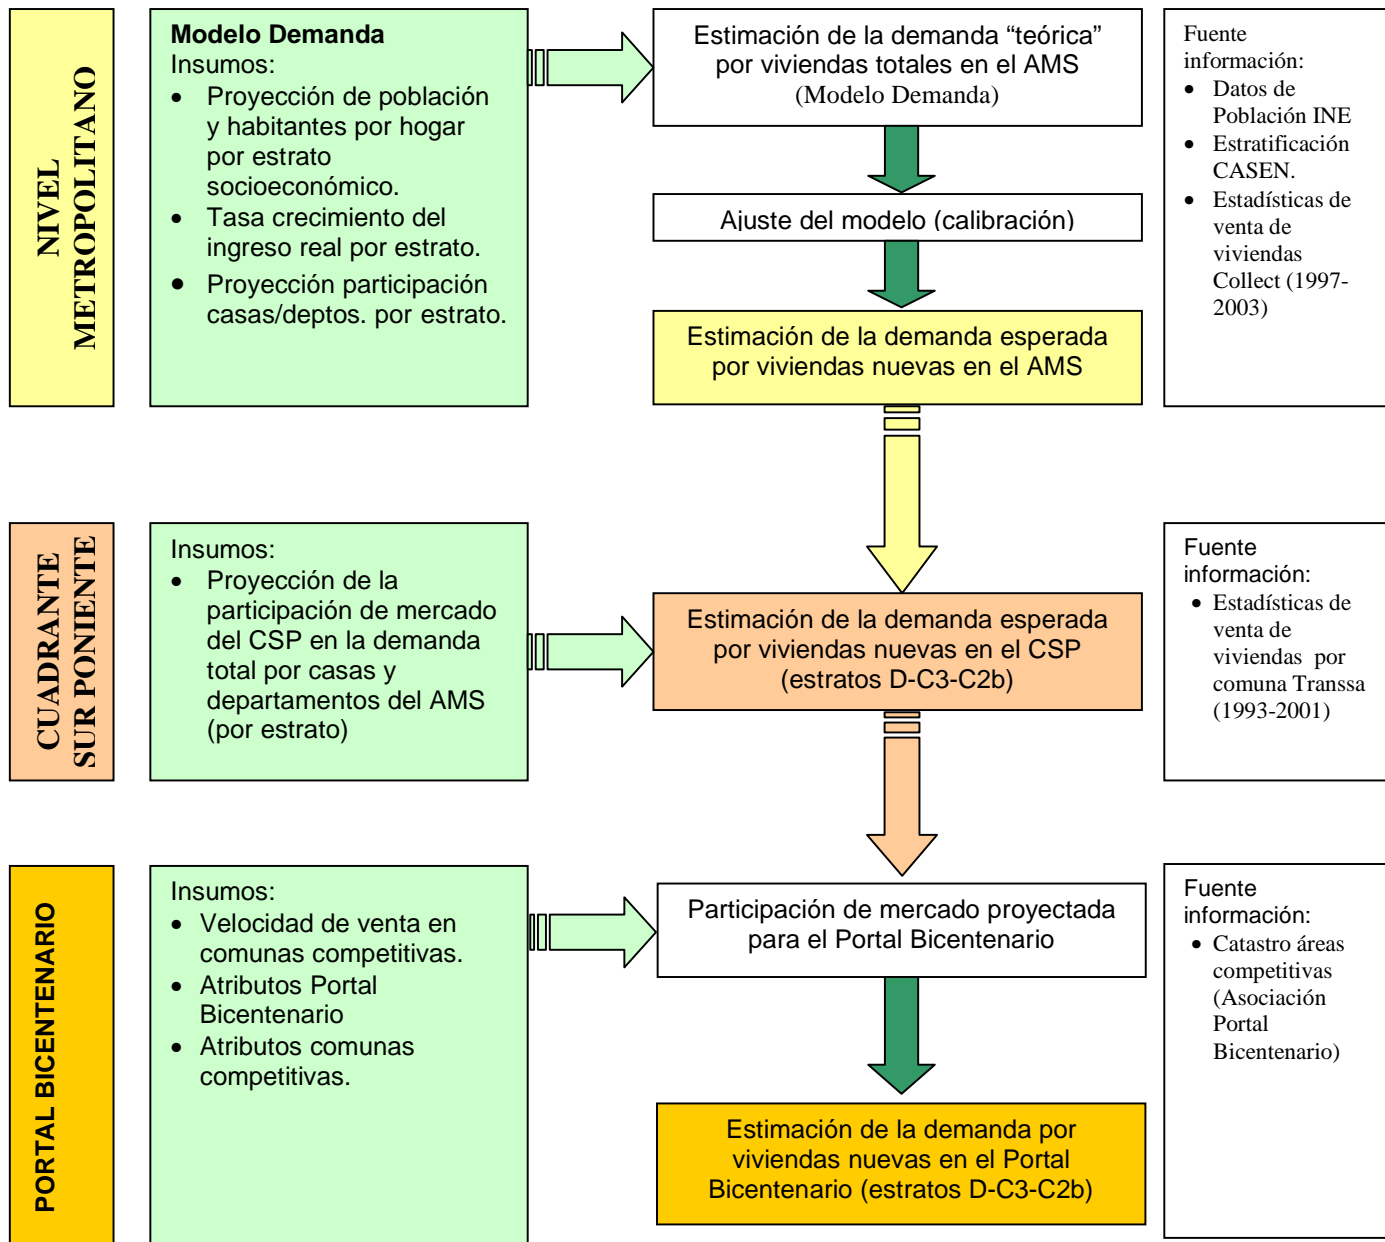 NIVEL
METROPOLITANO
Modelo Demanda
Insumos:
• Proyección de población
y habitantes por hogar
por estrato
socioeconómico.
• Tasa crecimiento del
ingreso real por estrato.
• Proyección participación
casas/deptos. por estrato.
Estimación de la demanda “teórica”
por viviendas totales en el AMS
(Modelo Demanda)
Ajuste del modelo (calibración)
Estimación de la demanda esperada
por viviendas nuevas en el AMS
Fuente
información:
• Datos de
Población INE
• Estratificación
CASEN.
• Estadísticas de
venta de
viviendas
Collect (1997-
2003)
CUADRANTE
SUR PONIENTE
Insumos:
• Proyección de la
participación de mercado
del CSP en la demanda
total por casas y
departamentos del AMS
(por estrato)
Estimación de la demanda esperada
por viviendas nuevas en el CSP
(estratos D-C3-C2b)
Fuente
información:
• Estadísticas de
venta de
viviendas por
comuna Transsa
(1993-2001)
PORTAL BICENTENARIO
Insumos:
• Velocidad de venta en
comunas competitivas.
• Atributos Portal
Bicentenario
• Atributos comunas
competitivas.
Participación de mercado proyectada
para el Portal Bicentenario
Estimación de la demanda por
viviendas nuevas en el Portal
Bicentenario (estratos D-C3-C2b)
Fuente
información:
• Catastro áreas
competitivas
(Asociación
Portal
Bicentenario)